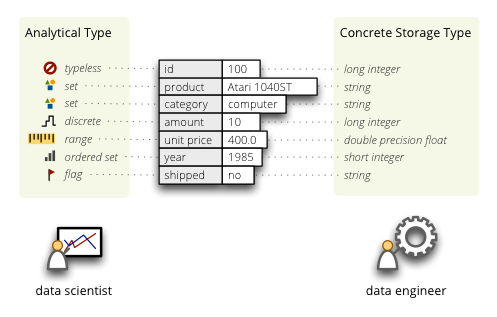 Analytical Type Concrete Storage Type
typeless id 100 long integer
set product Atari 1040ST string
set category computer string
discrete amount 10 long integer
range unit price 400.0 double precision float
ordered set year 1985 short integer
flag shipped no string
data scientist data engineer